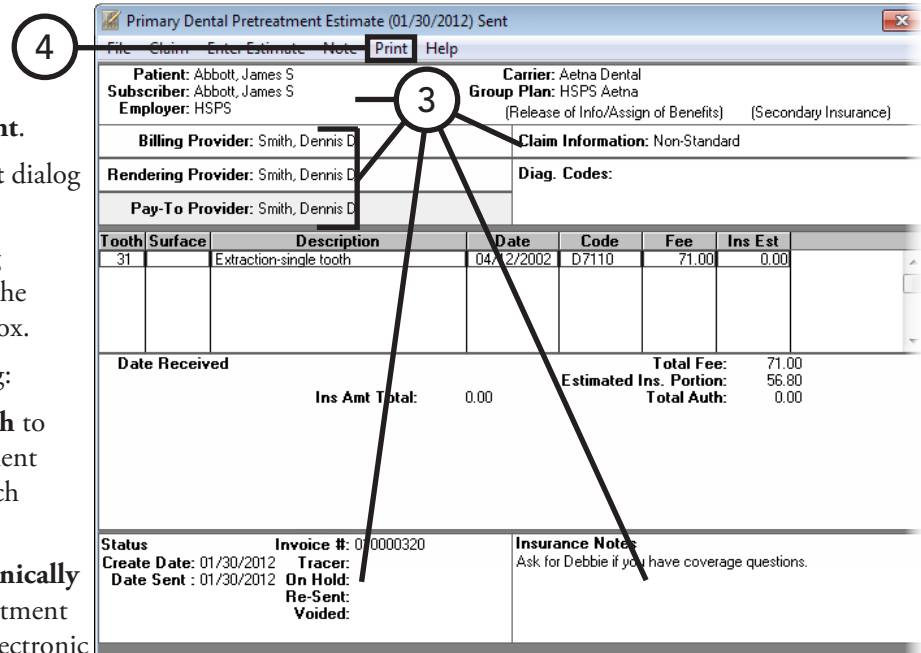 Primary Dental Pretreatment Estimate (01/30/2012) Sent
4
File Claim Enter Estimate Note Print Help
Patient: Abbott, James S
Subscriber: Abbott, James S
Employer: HSPS
3
Carrier: Aetna Dental
Group Plan: HSPS Aetna
(Release of Info/Assign of Benefits) (Secondary Insurance)
nt.
t dialog
Billing Provider: Smith, Dennis D
Claim Information: Non-Standard
Rendering Provider: Smith, Dennis D
Diag. Codes:
Pay-To Provider: Smith, Dennis D
Tooth Surface Description Date Code Fee Ins Est
31 Extraction-single tooth 04/12/2002 D7110 71.00 0.00
he
ox.
g:
h to
ent
ch
nically
tment
ectronic
Date Received
Total Fee: 71.00
Estimated Ins. Portion: 56.80
Ins Amt Total: 0.00
Total Auth: 0.00
Status
Invoice #: 010000320
Create Date: 01/30/2012 Tracer:
Date Sent : 01/30/2012 On Hold:
Re-Sent:
Voided:
Insurance Notes
Ask for Debbie if you have coverage questions.